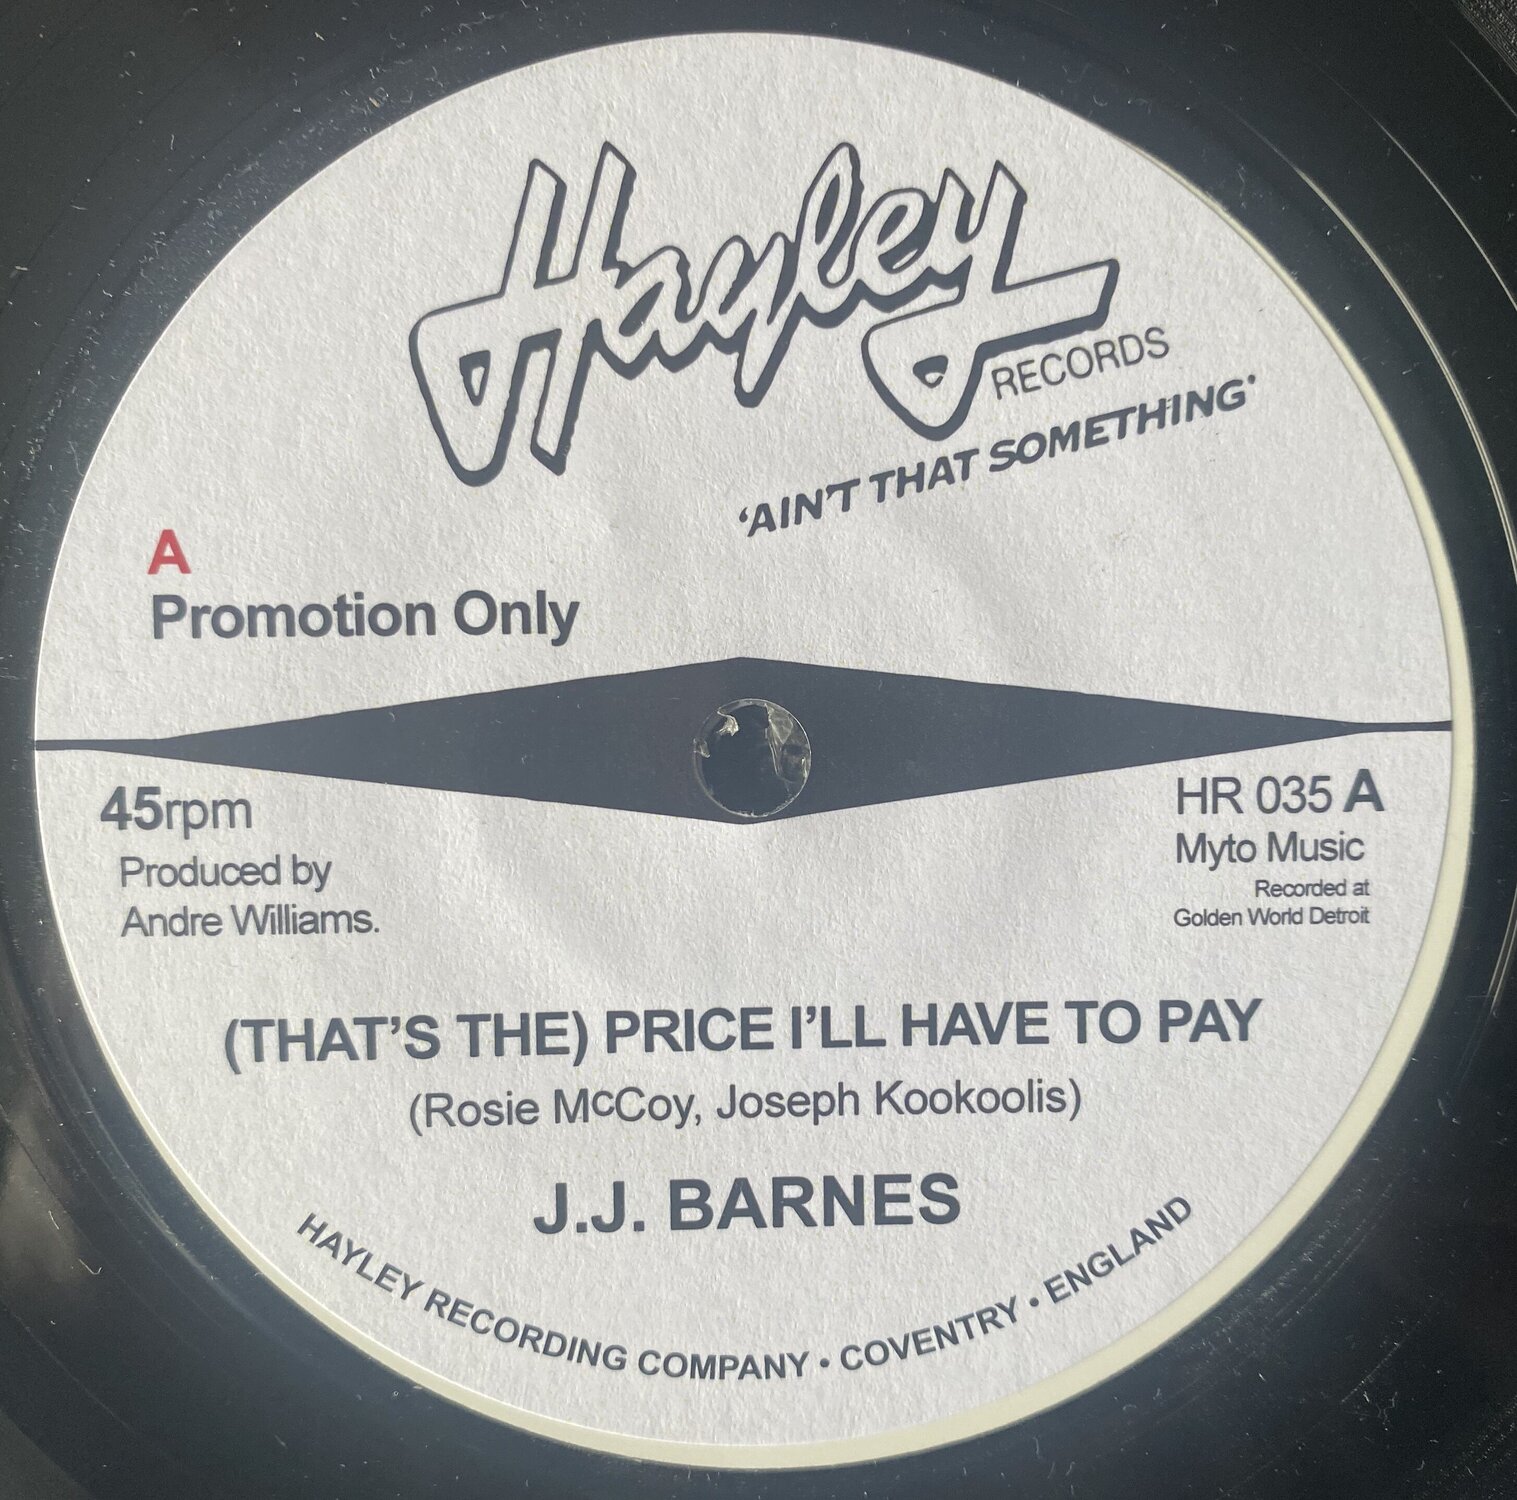 Hayley
RECORDS
'AIN'T THAT SOMETHING'
A
Promotion Only
45rpm
Produced by
Andre Williams.
HR 035 A
Myto Music
Recorded at
Golden World Detroit
(THAT'S THE) PRICE I'LL HAVE TO PAY
(Rosie McCoy, Joseph Kookoolis)
J.J. BARNES
HAYLEY RECORDING COMPANY • COVENTRY • ENGLAND